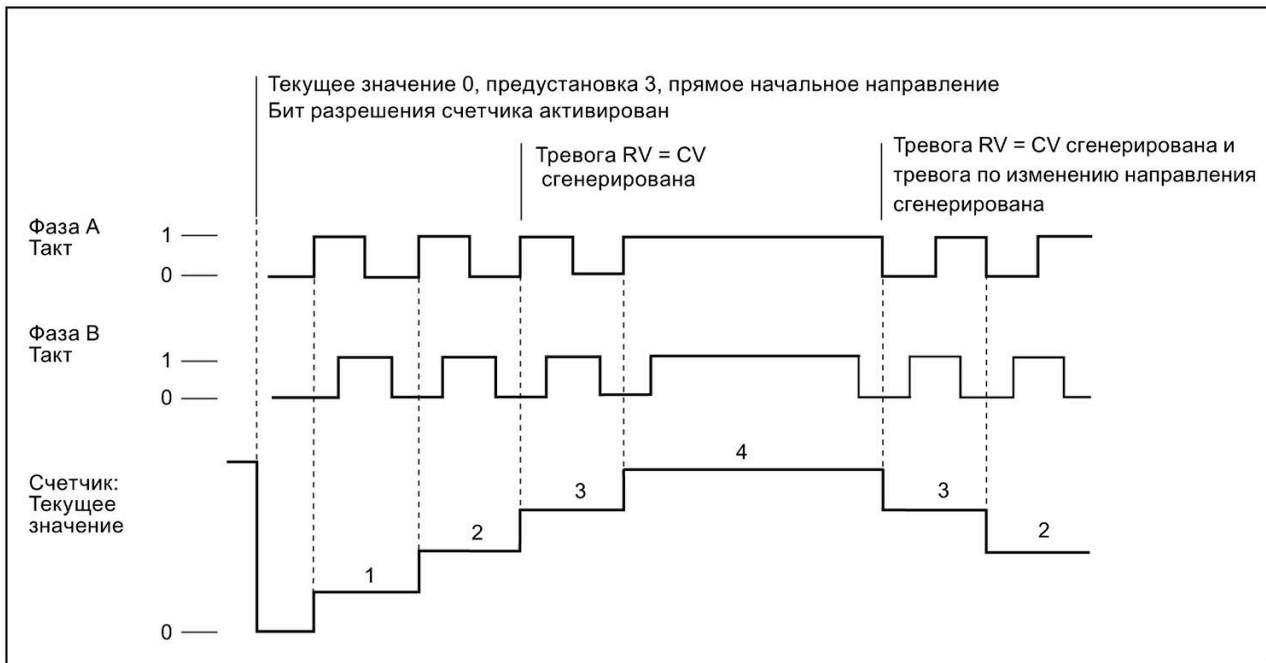 Текущее значение 0, предустановка 3, прямое начальное направление
Бит разрешения счетчика активирован
Тревога RV = CV
сгенерирована
Тревога RV = CV сгенерирована и
тревога по изменению направления
сгенерирована
Фаза A
Такт
1
0
Фаза B
Такт
1
0
Счетчик:
Текущее
значение
0
1
2
3
4
3
2